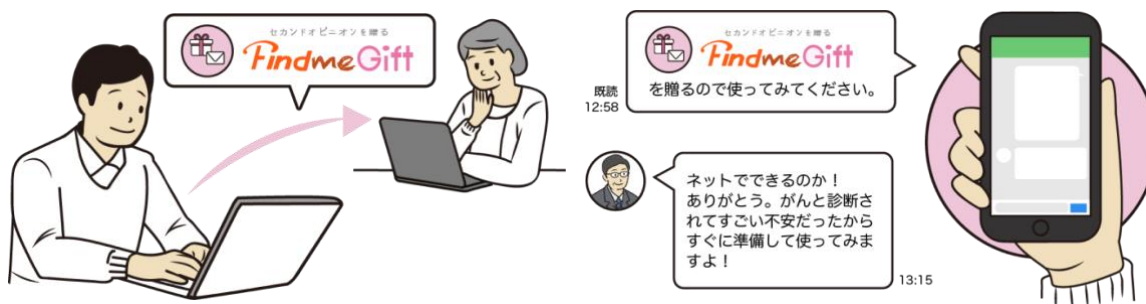 セカンドオピニオンを贈る
FindmeGift
セカンドオピニオンを贈る
FindmeGift
を贈るので使ってみてください。
既読
12:58
ネットでできるのか！
ありがとう。がんと診断さ
れてすごい不安だったから
すぐに準備して使ってみま
すよ！
13:15